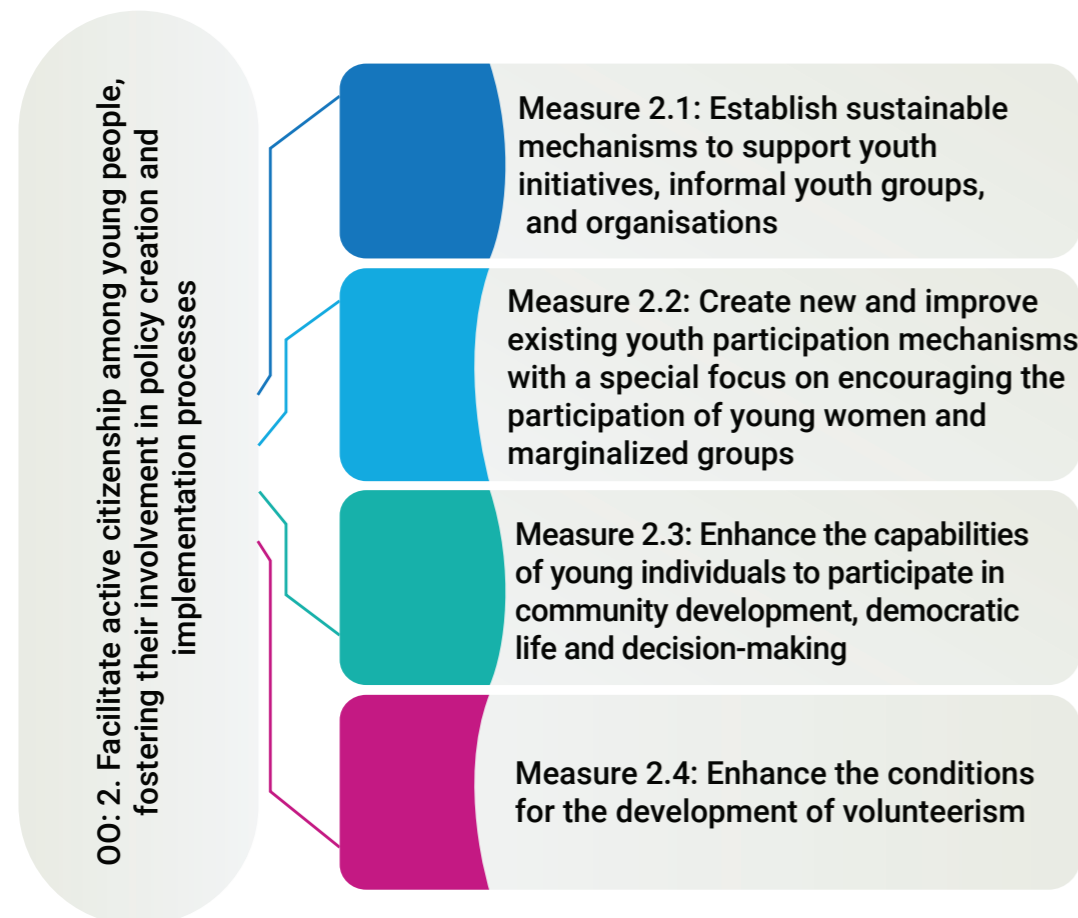 OO: 2. Facilitate active citizenship among young people,
fostering their involvement in policy creation and
implementation processes
Measure 2.1: Establish sustainable
mechanisms to support youth
initiatives, informal youth groups,
and organisations
Measure 2.2: Create new and improve
existing youth participation mechanisms
with a special focus on encouraging the
participation of young women and
marginalized groups
Measure 2.3: Enhance the capabilities
of young individuals to participate in
community development, democratic
life and decision-making
Measure 2.4: Enhance the conditions
for the development of volunteerism